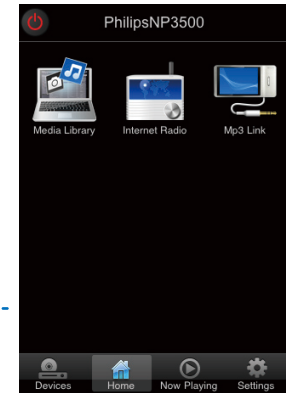 PhilipsNP3500
Media Library Internet Radio Mp3 Link
Devices Home Now Playing Settings